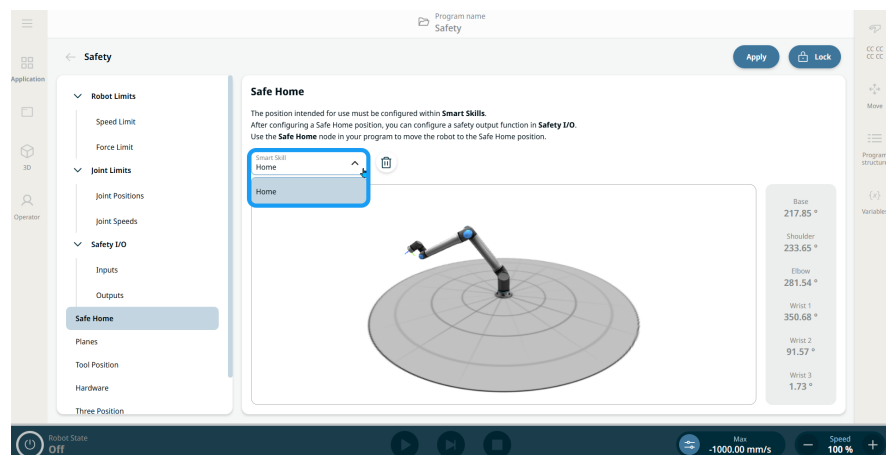 Program name
Safety
Safety
Apply
Lock
Application
3D
Operator
Robot Limits
Speed Limit
Force Limit
Joint Limits
Joint Positions
Joint Speeds
Safety I/O
Inputs
Outputs
Safe Home
Planes
Tool Position
Hardware
Three Position
Safe Home
The position intended for use must be configured within Smart Skills.
After configuring a Safe Home position, you can configure a safety output function in Safety I/O.
Use the Safe Home node in your program to move the robot to the Safe Home position.
Smart Skill
Home
Home
Base
217.85 °
Shoulder
233.65 °
Elbow
281.54 °
Wrist 1
350.68 °
Wrist 2
91.57 °
Wrist 3
1.73 °
CC CC
CC CC
Move
Program
structure
{x}
Variables
Robot State
Off
Max
-1000.00 mm/s
Speed
100 %